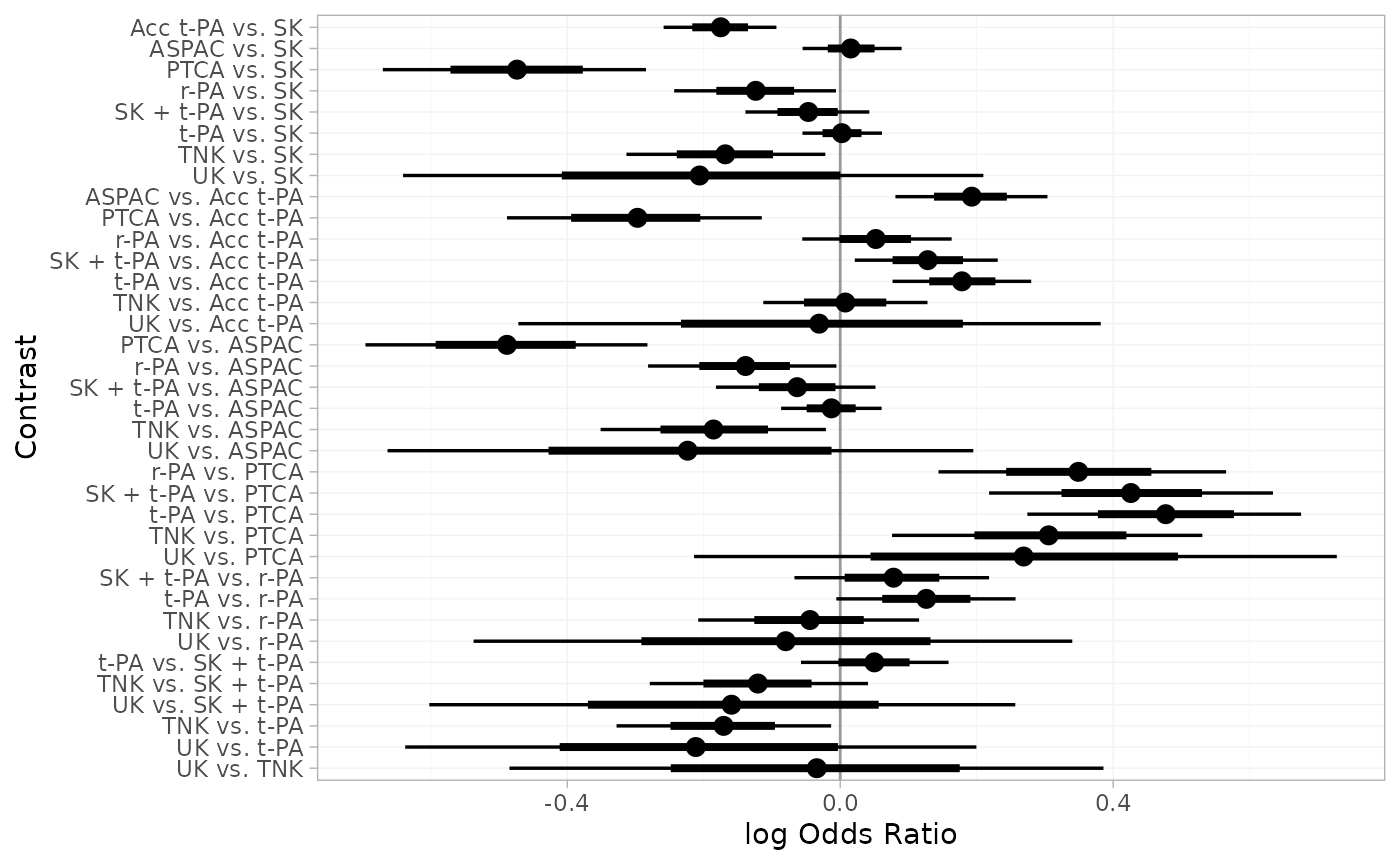 Acc t-PA vs. SK
ASPAC vs. SK
PTCA vs. SK
r-PA vs. SK
SK + t-PA vs. SK
t-PA vs. SK
TNK vs. SK
UK vs. SK
ASPAC vs. Acc t-PA
PTCA vs. Acc t-PA
r-PA vs. Acc t-PA
SK + t-PA vs. Acc t-PA
t-PA vs. Acc t-PA
TNK vs. Acc t-PA
UK vs. Acc t-PA
PTCA vs. ASPAC
r-PA vs. ASPAC
SK + t-PA vs. ASPAC
t-PA vs. ASPAC
TNK vs. ASPAC
UK vs. ASPAC
r-PA vs. PTCA
SK + t-PA vs. PTCA
t-PA vs. PTCA
TNK vs. PTCA
UK vs. PTCA
SK + t-PA vs. r-PA
t-PA vs. r-PA
TNK vs. r-PA
UK vs. r-PA
t-PA vs. SK + t-PA
TNK vs. SK + t-PA
UK vs. SK + t-PA
TNK vs. t-PA
UK vs. t-PA
UK vs. TNK
Contrast
-0.4 0.0 0.4
log Odds Ratio